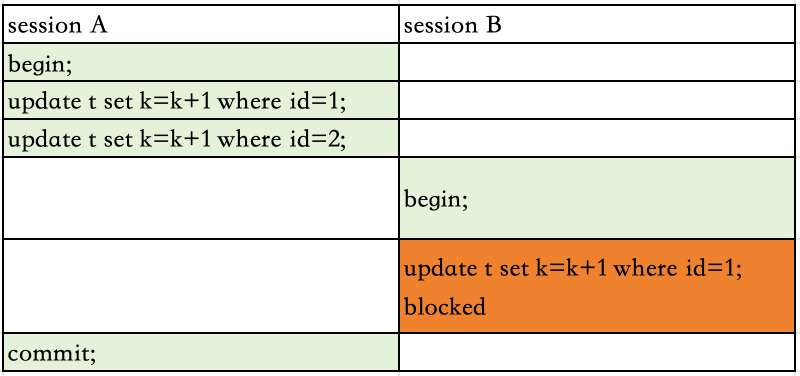 session A
session B
begin;
update t set k=k+1 where id=1;
update t set k=k+1 where id=2;
begin;
update t set k=k+1 where id=1;
blocked
commit;